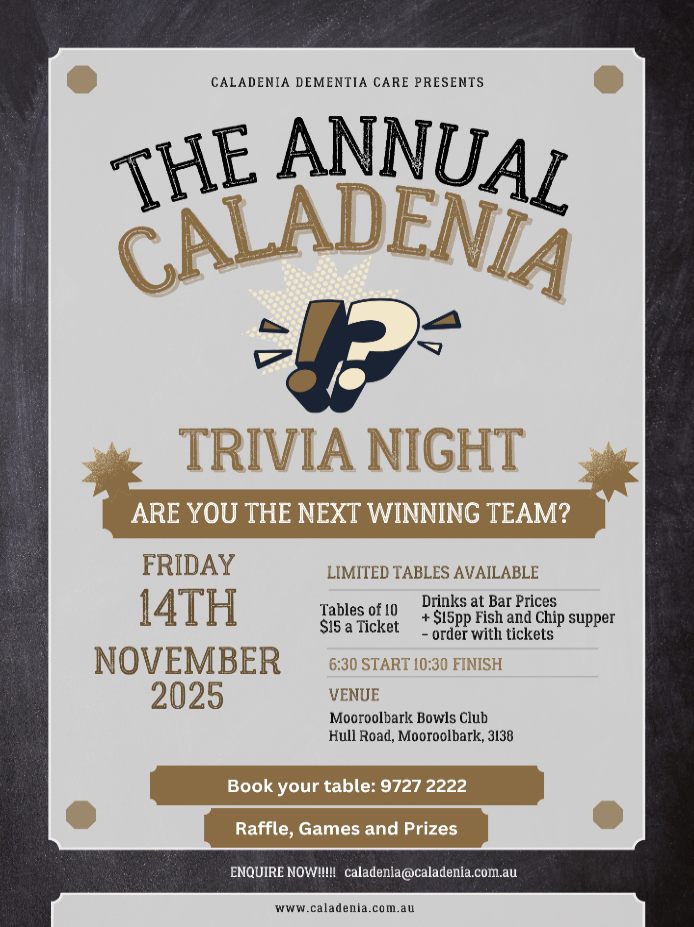 CALADENIA DEMENTIA CARE PRESENTS
THE ANNUAL
CALADENIA
!?
TRIVIA NIGHT
ARE YOU THE NEXT WINNING TEAM?
FRIDAY
14TH
NOVEMBER
2025
LIMITED TABLES AVAILABLE
Tables of 10
$15 a Ticket
Drinks at Bar Prices
+ $15pp Fish and Chip supper
- order with tickets
6:30 START 10:30 FINISH
VENUE
Mooroolbark Bowls Club
Hull Road, Mooroolbark, 3138
Book your table: 9727 2222
Raffle, Games and Prizes
ENQUIRE NOW!!!!! caladenia@caladenia.com.au
www.caladenia.com.au